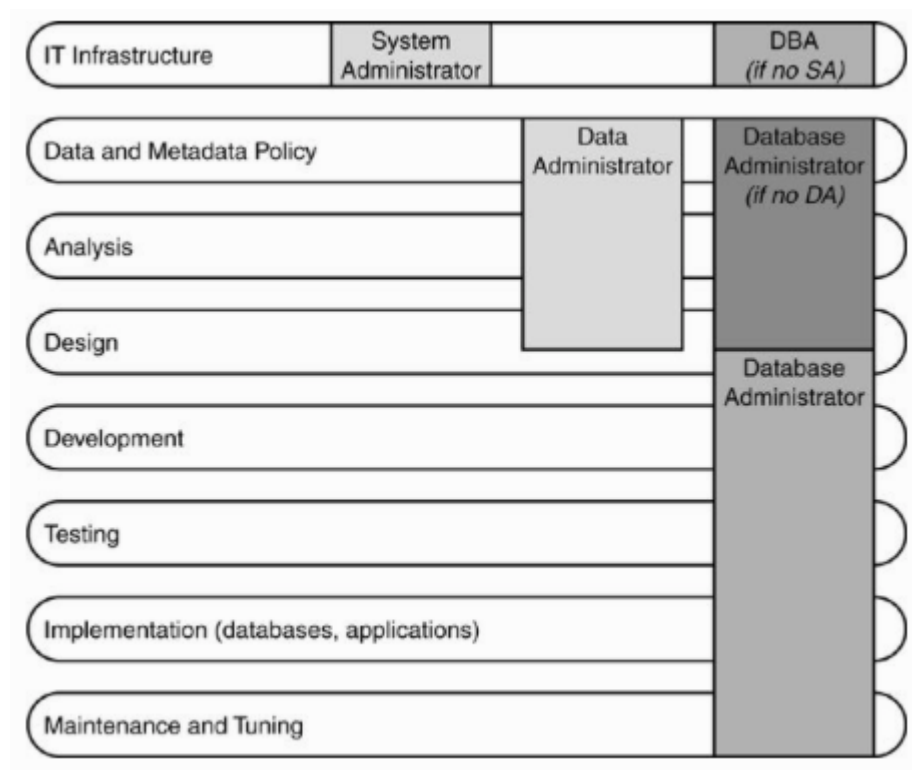 IT Infrastructure
System
Administrator
DBA
(if no SA)
Data and Metadata Policy
Data
Administrator
Database
Administrator
(if no DA)
Analysis
Design
Database
Administrator
Development
Testing
Implementation (databases, applications)
Maintenance and Tuning